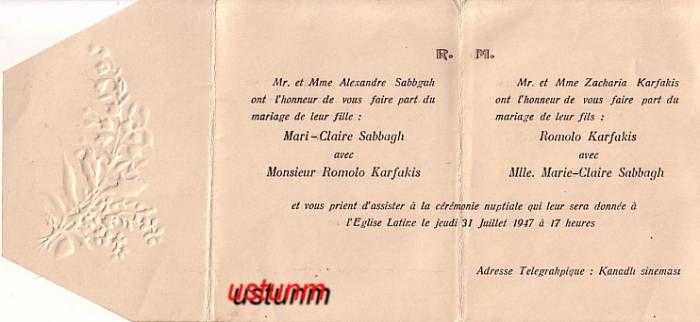 R. M.
Mr. et Mme Alexandre Sabbgah
ont l'honneur de vous faire part du
mariage de leur fille :
Mari-Claire Sabbagh
avec
Monsieur Romolo Karfakis
Mr. et Mme Zacharia Karfakis
ont l'honneur de vous faire part du
mariage de leur fils :
Romolo Karfakis
avec
Mlle. Marie-Claire Sabbagh
et vous prient d'assister à la cérémonie nuptiale qui leur sera donnée à
l'Eglise Latine le jeudi 31 Juillet 1947 à 17 heures
Adresse Telegrahpique : Kanadlı sineması
ustunm